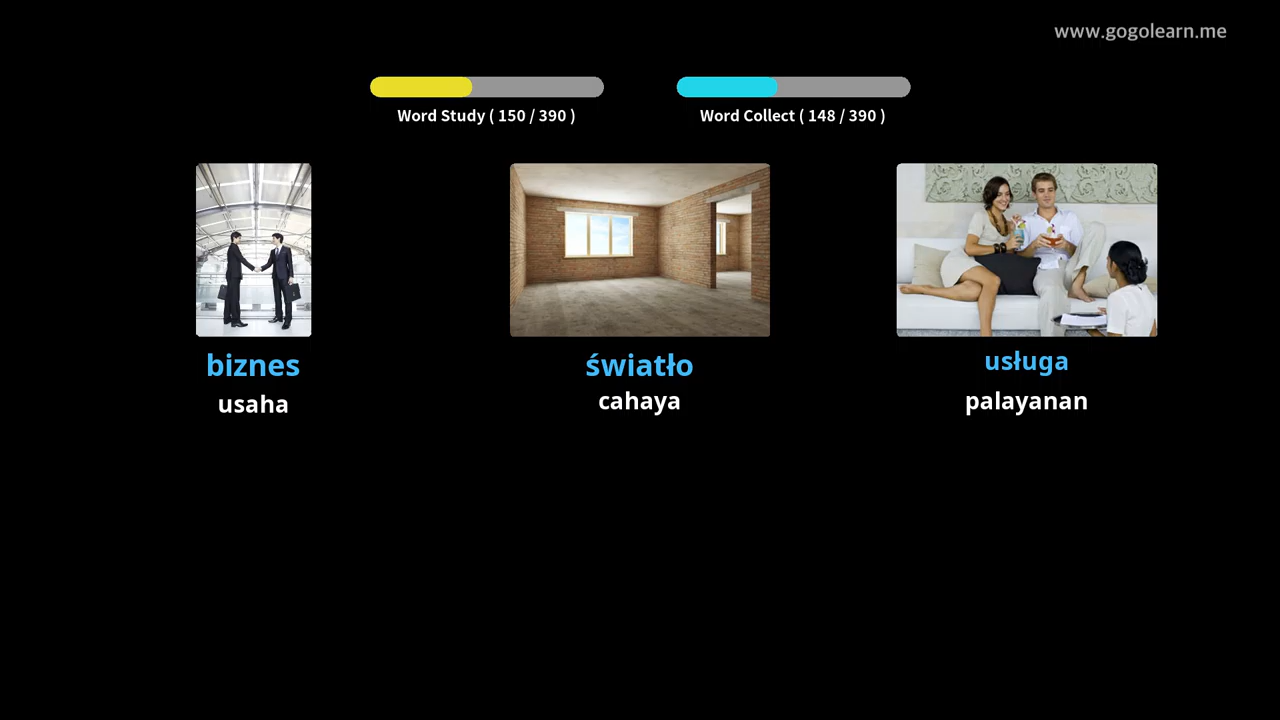 www.gogolearn.me
Word Study ( 150 / 390 )
Word Collect ( 148 / 390 )
biznes
usaha
światło
cahaya
usługa
palayanan